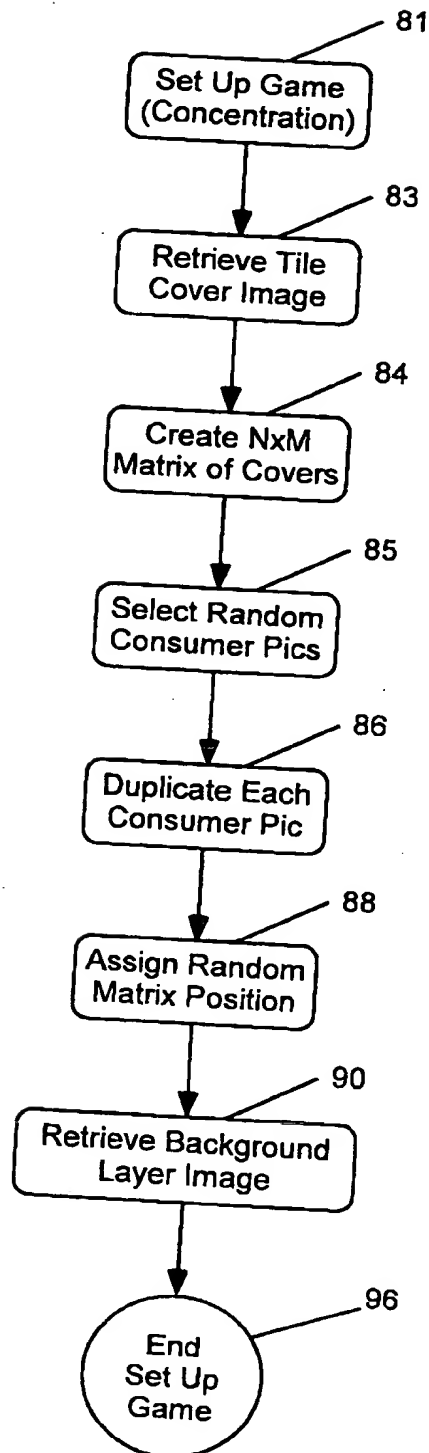 81
Set Up Game
(Concentration)
83
Retrieve Tile
Cover Image
84
Create NxM
Matrix of Covers
85
Select Random
Consumer Pics
86
Duplicate Each
Consumer Pic
88
Assign Random
Matrix Position
90
Retrieve Background
Layer Image
96
End
Set Up
Game